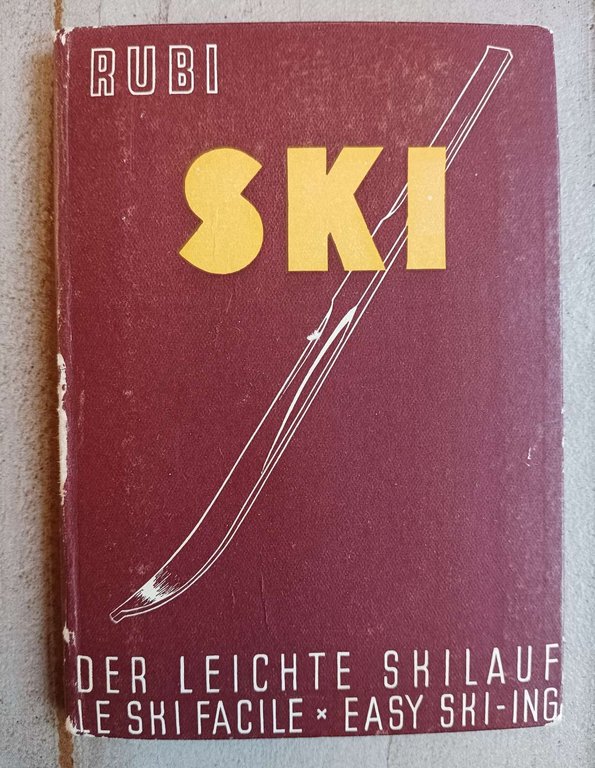 RUBI
SKI
DER LEICHTE SKILAUF
LE SKI FACILE × EASY SKI-ING